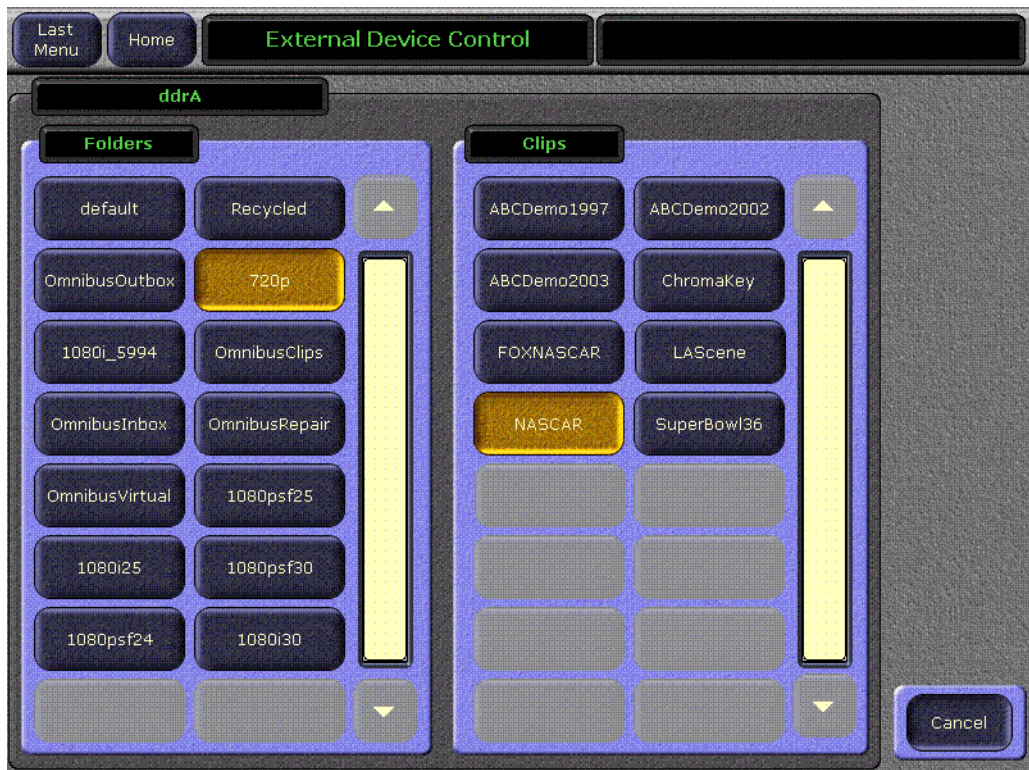 Last
Menu
Home
External Device Control
ddrA
Folders
default
Recycled
OmnibusOutbox
720p
1080i_5994
OmnibusClips
OmnibusInbox
OmnibusRepair
OmnibusVirtual
1080psf25
1080i25
1080psf30
1080psf24
1080i30
Clips
ABCDemo1997
ABCDemo2002
ABCDemo2003
ChromaKey
FOXNASCAR
LAScene
NASCAR
SuperBowl36
Cancel